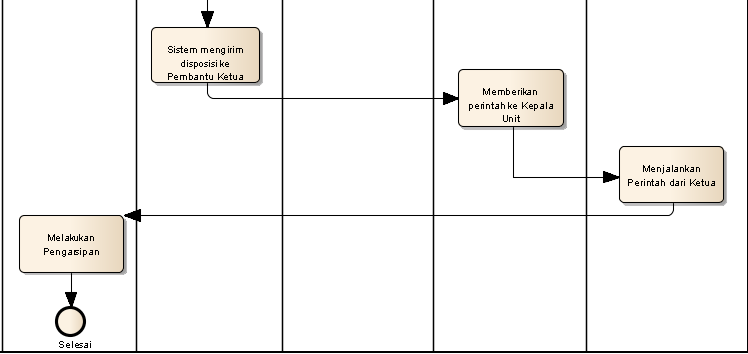 Sistem mengirim
disposisi ke
Pembantu Ketua
Memberikan
perintah ke Kepala
Unit
Menjalankan
Perintah dari Ketua
Melakukan
Pengarsipan
Selesai